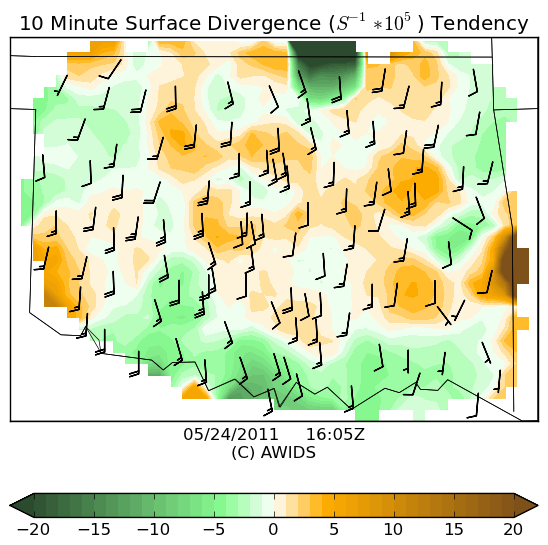 10 Minute Surface Divergence (S⁻¹ *10⁵ ) Tendency
05/24/2011 16:05Z
(C) AWIDS
−20 −15 −10 −5 0 5 10 15 20